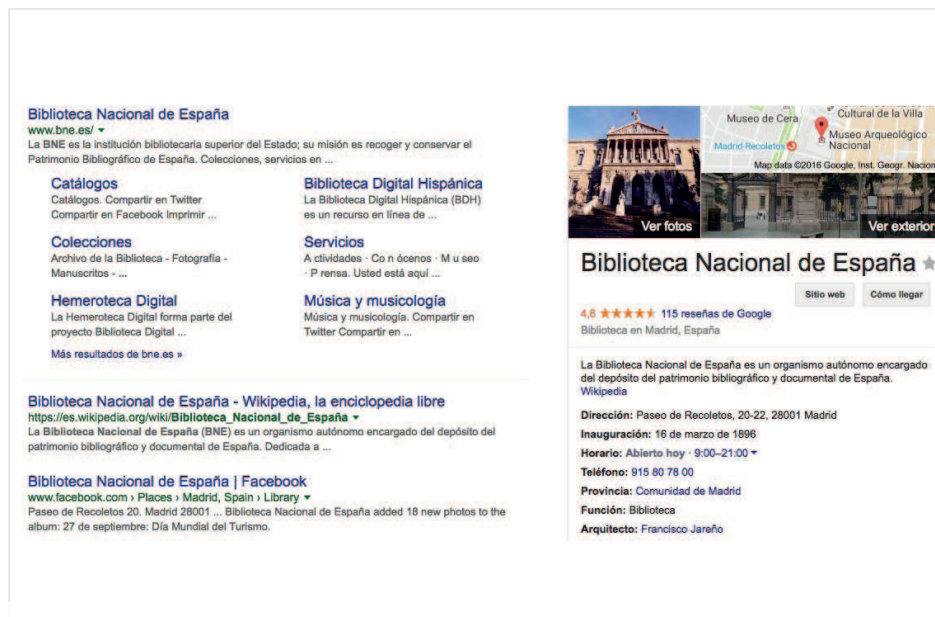 Biblioteca Nacional de España
www.bne.es/
La BNE es la institución bibliotecaria superior del Estado; su misión es recoger y conservar el
Patrimonio Bibliográfico de España. Colecciones, servicios en ...
Catálogos
Catálogos. Compartir en Twitter
Compartir en Facebook Imprimir ...
Biblioteca Digital Hispánica
La Biblioteca Digital Hispánica (BDH)
es un recurso en línea de ...
Colecciones
Archivo de la Biblioteca - Fotografía -
Manuscritos - ...
Servicios
A ctividades · Co n ócenos · M u seo
· P rensa. Usted está aquí ...
Hemeroteca Digital
La Hemeroteca Digital forma parte del
proyecto Biblioteca Digital ...
Música y musicología
Música y musicología. Compartir en
Twitter Compartir en ...
Más resultados de bne.es »
Biblioteca Nacional de España - Wikipedia, la enciclopedia libre
https://es.wikipedia.org/wiki/Biblioteca_Nacional_de_España
La Biblioteca Nacional de España (BNE) es un organismo autónomo encargado del depósito del
patrimonio bibliográfico y documental de España. Dedicada a ...
Biblioteca Nacional de España | Facebook
www.facebook.com › Places › Madrid, Spain › Library
Paseo de Recoletos 20. Madrid 28001 ... Biblioteca Nacional de España added 18 new photos to the
album: 27 de septiembre: Día Mundial del Turismo.
Museo de Cera
Cultural de la Villa
Museo Arqueológico
Nacional
Madrid-Recoletos
Map data ©2016 Google, Inst. Geogr. Nacion
Ver fotos
Ver exterior
Biblioteca Nacional de España
Sitio web
Cómo llegar
4,6 115 reseñas de Google
Biblioteca en Madrid, España
La Biblioteca Nacional de España es un organismo autónomo encargado
del depósito del patrimonio bibliográfico y documental de España.
Wikipedia
Dirección: Paseo de Recoletos, 20-22, 28001 Madrid
Inauguración: 16 de marzo de 1896
Horario: Abierto hoy · 9:00–21:00
Teléfono: 915 80 78 00
Provincia: Comunidad de Madrid
Función: Biblioteca
Arquitecto: Francisco Jareño